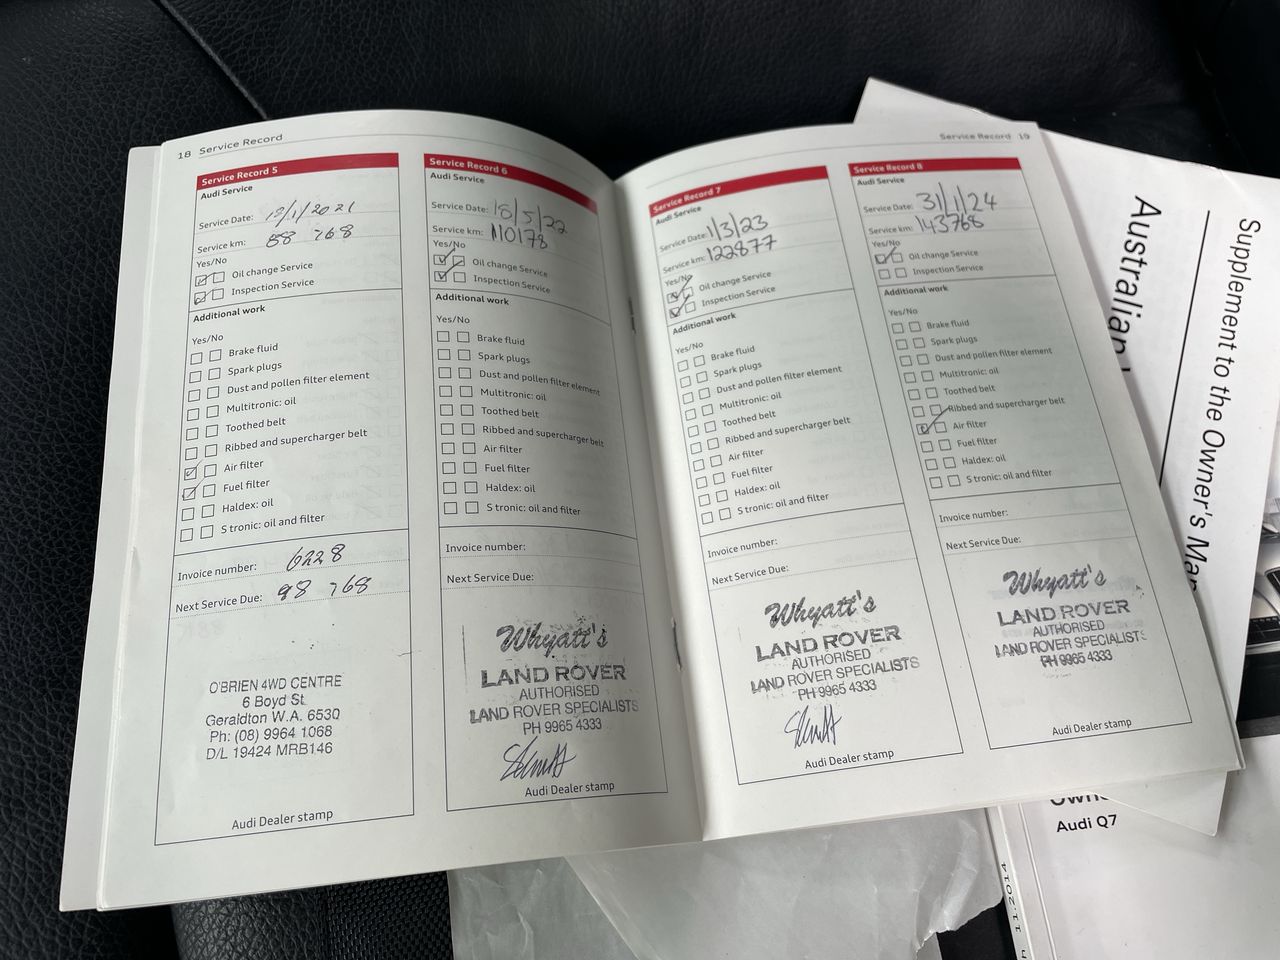 18 Service Record
Service Record 5
Audi Service
Service Date: 12/1/2021
Service km: 88 768
Yes/No
Oil change Service
Inspection Service
Additional work
Yes/No
Brake fluid
Spark plugs
Dust and pollen filter element
Multitronic: oil
Toothed belt
Ribbed and supercharger belt
Air filter
Fuel filter
Haldex: oil
S tronic: oil and filter
Invoice number: 6228
Next Service Due: 98 768
O'BRIEN 4WD CENTRE
6 Boyd St
Geraldton W.A. 6530
Ph: (08) 9964 1068
D/L 19424 MRB146
Audi Dealer stamp
Service Record 6
Audi Service
Service Date: 18/5/22
Service km: 110178
Yes/No
Oil change Service
Inspection Service
Additional work
Yes/No
Brake fluid
Spark plugs
Dust and pollen filter element
Multitronic: oil
Toothed belt
Ribbed and supercharger belt
Air filter
Fuel filter
Haldex: oil
S tronic: oil and filter
Invoice number:
Next Service Due:
Whyatt's
LAND ROVER
AUTHORISED
LAND ROVER SPECIALISTS
PH 9965 4333
Audi Dealer stamp
Service Record 19
Service Record 7
Audi Service
Service Date: 1/3/23
Service km: 122877
Yes/No
Oil change Service
Inspection Service
Additional work
Yes/No
Brake fluid
Spark plugs
Dust and pollen filter element
Multitronic: oil
Toothed belt
Ribbed and supercharger belt
Air filter
Fuel filter
Haldex: oil
S tronic: oil and filter
Invoice number:
Next Service Due:
Whyatt's
LAND ROVER
AUTHORISED
LAND ROVER SPECIALISTS
PH 9965 4333
Audi Dealer stamp
Service Record 8
Audi Service
Service Date: 31/1/24
Service km: 143768
Yes/No
Oil change Service
Inspection Service
Additional work
Yes/No
Brake fluid
Spark plugs
Dust and pollen filter element
Multitronic: oil
Toothed belt
Ribbed and supercharger belt
Air filter
Fuel filter
Haldex: oil
S tronic: oil and filter
Invoice number:
Next Service Due:
Whyatt's
LAND ROVER
AUTHORISED
LAND ROVER SPECIALISTS
PH 9965 4333
Audi Dealer stamp
Supplement to the Owner's Man
Australian
Audi Q7
11.2014